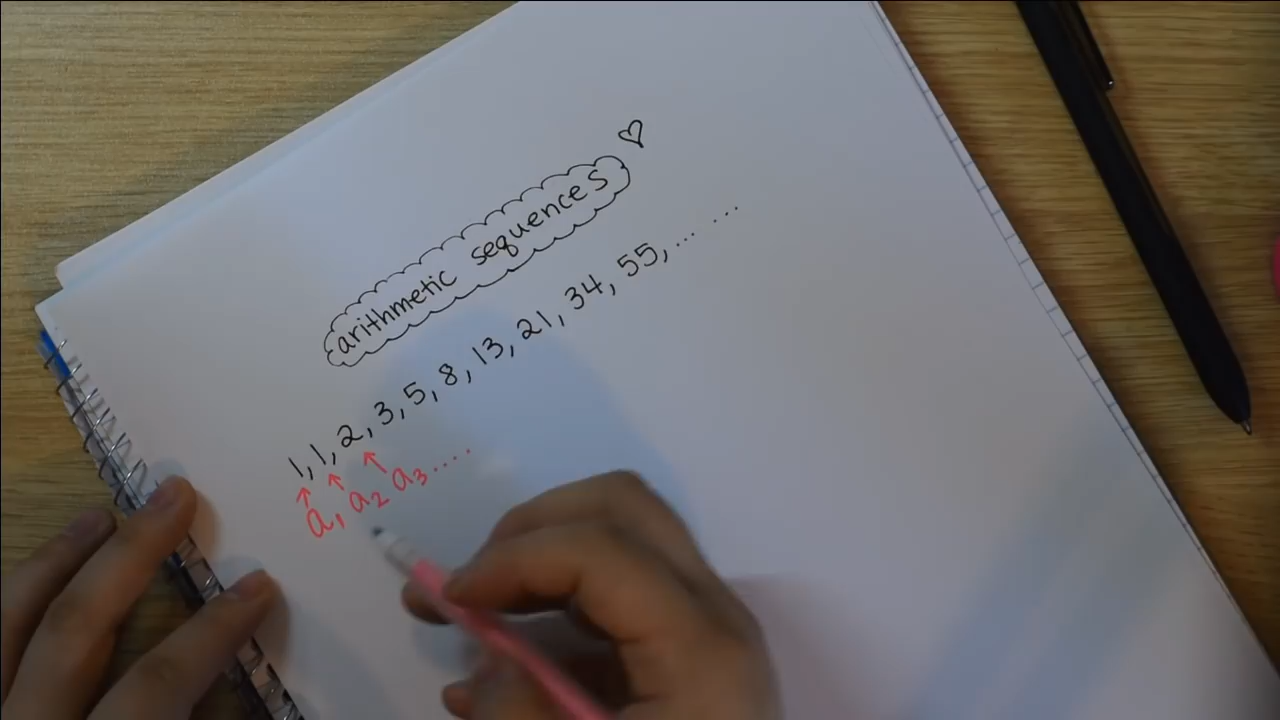 arithmetic sequences ♡
1, 1, 2, 3, 5, 8, 13, 21, 34, 55, ... ...
↑ ↑ ↑
a₁ a₂ a₃ ....